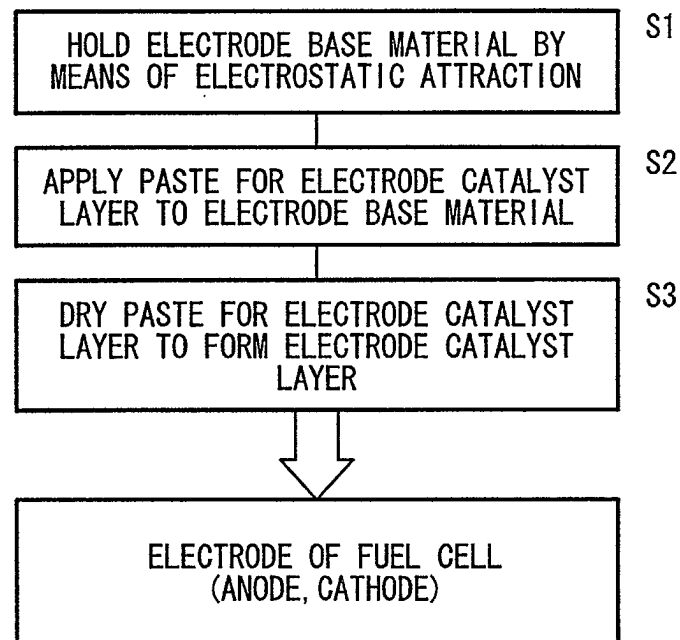 S1
HOLD ELECTRODE BASE MATERIAL BY
MEANS OF ELECTROSTATIC ATTRACTION
S2
APPLY PASTE FOR ELECTRODE CATALYST
LAYER TO ELECTRODE BASE MATERIAL
S3
DRY PASTE FOR ELECTRODE CATALYST
LAYER TO FORM ELECTRODE CATALYST
LAYER
ELECTRODE OF FUEL CELL
(ANODE, CATHODE)